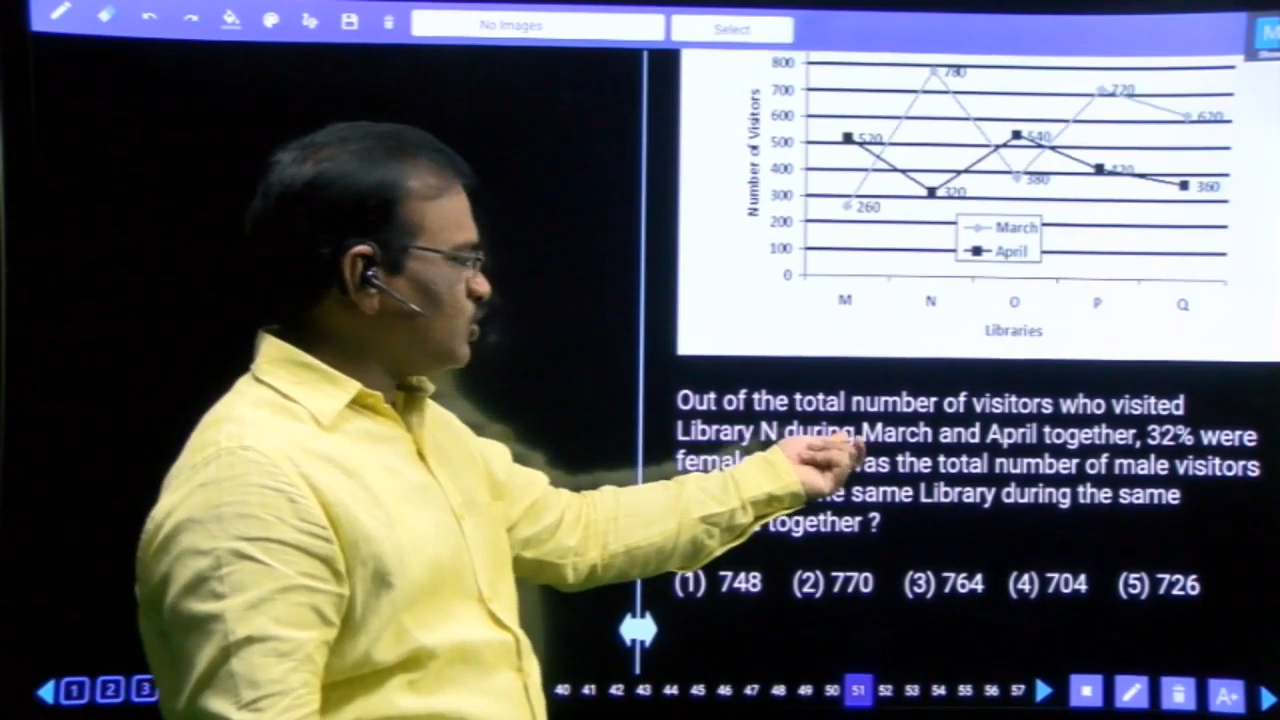 No Images
Select
M
800
700
600
500
400
300
200
100
0
Number of Visitors
780
720
620
520
540
420
320
380
360
260
March
April
M N O P Q
Libraries
Out of the total number of visitors who visited
Library N during March and April together, 32% were
as the total number of male visitors
same Library during the same
together ?
(1) 748 (2) 770 (3) 764 (4) 704 (5) 726
1 2 3 40 41 42 43 44 45 46 47 48 49 50 51 52 53 54 55 56 57
A+